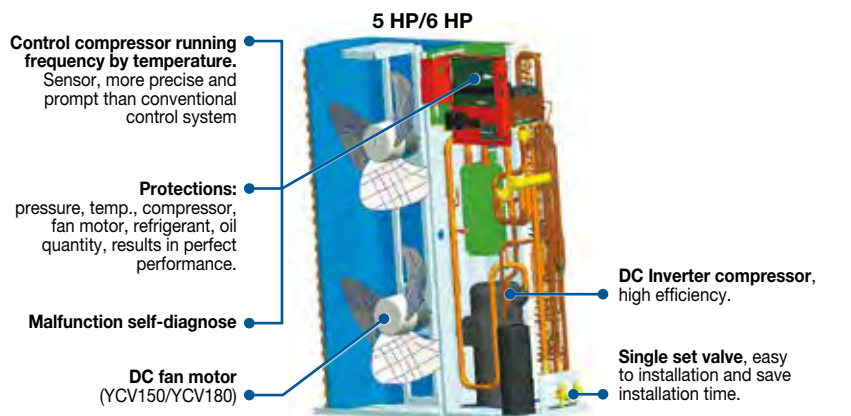 5 HP/6 HP
Control compressor running
frequency by temperature.
Sensor, more precise and
prompt than conventional
control system
Protections:
pressure, temp., compressor,
fan motor, refrigerant, oil
quantity, results in perfect
performance.
Malfunction self-diagnose
DC fan motor
(YCV150/YCV180)
DC Inverter compressor,
high efficiency.
Single set valve, easy
to installation and save
installation time.